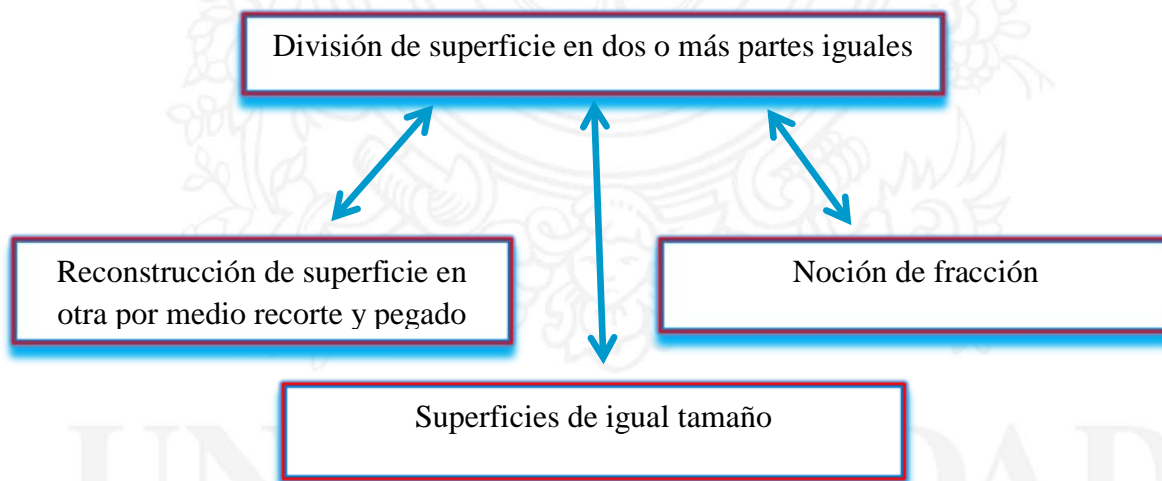 División de superficie en dos o más partes iguales
Reconstrucción de superficie en
otra por medio recorte y pegado
Noción de fracción
Superficies de igual tamaño